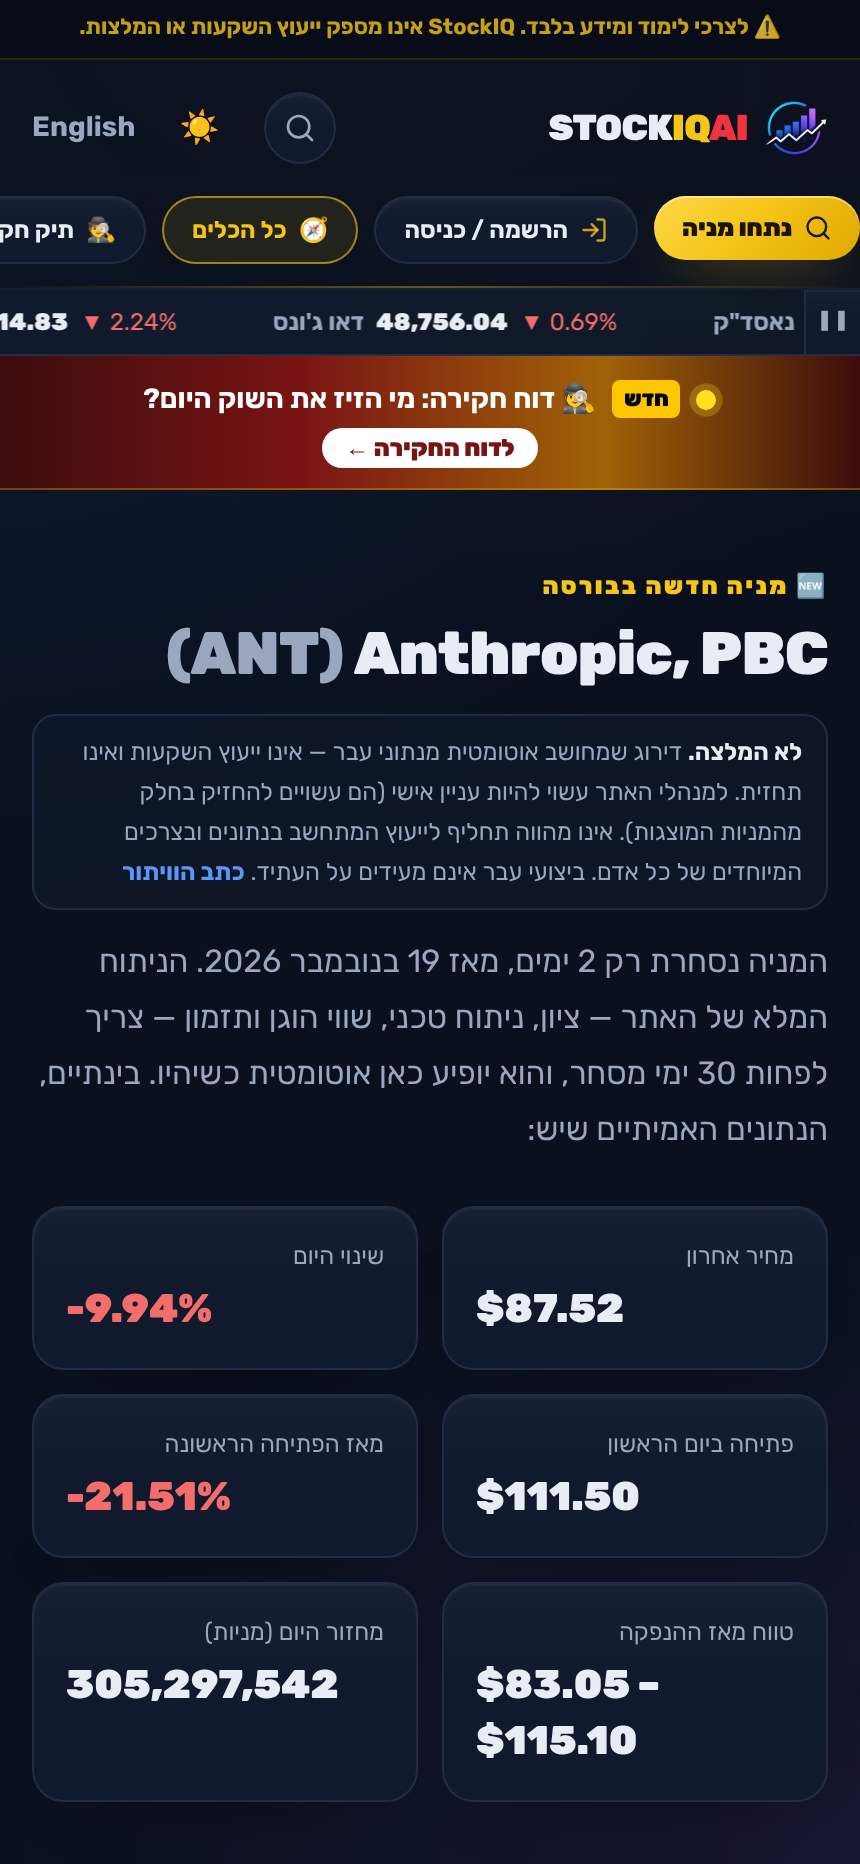 ⚠️ לצרכי לימוד ומידע בלבד. StockIQ אינו מספק ייעוץ השקעות או המלצות.
STOCKIQAI
English
נתחו מניה
הרשמה / כניסה
🧭 כל הכלים
🕵️ תיק חק
נאסד"ק
▼ 0.69% 48,756.04 דאו ג'ונס
▼ 2.24% 14.83
חדש 🕵️ דוח חקירה: מי הזיז את השוק היום?
לדוח החקירה ←
🆕 מניה חדשה בבורסה
Anthropic, PBC (ANT)
לא המלצה. דירוג שמחושב אוטומטית מנתוני עבר — אינו ייעוץ השקעות ואינו
תחזית. למנהלי האתר עשוי להיות עניין אישי (הם עשויים להחזיק בחלק
מהמניות המוצגות). אינו מהווה תחליף לייעוץ המתחשב בנתונים ובצרכים
המיוחדים של כל אדם. ביצועי עבר אינם מעידים על העתיד. כתב הוויתור
המניה נסחרת רק 2 ימים, מאז 19 בנובמבר 2026. הניתוח
המלא של האתר — ציון, ניתוח טכני, שווי הוגן ותזמון — צריך
לפחות 30 ימי מסחר, והוא יופיע כאן אוטומטית כשיהיו. בינתיים,
הנתונים האמיתיים שיש:
מחיר אחרון
$87.52
שינוי היום
-9.94%
פתיחה ביום הראשון
$111.50
מאז הפתיחה הראשונה
-21.51%
טווח מאז ההנפקה
$83.05 –
$115.10
מחזור היום (מניות)
305,297,542